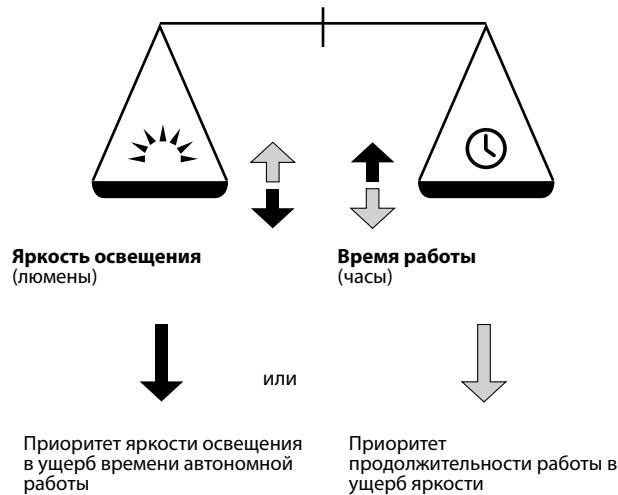 Яркость освещения
(люмены)
Время работы
(часы)
или
Приоритет яркости освещения
в ущерб времени автономной
работы
Приоритет
продолжительности работы в
ущерб яркости